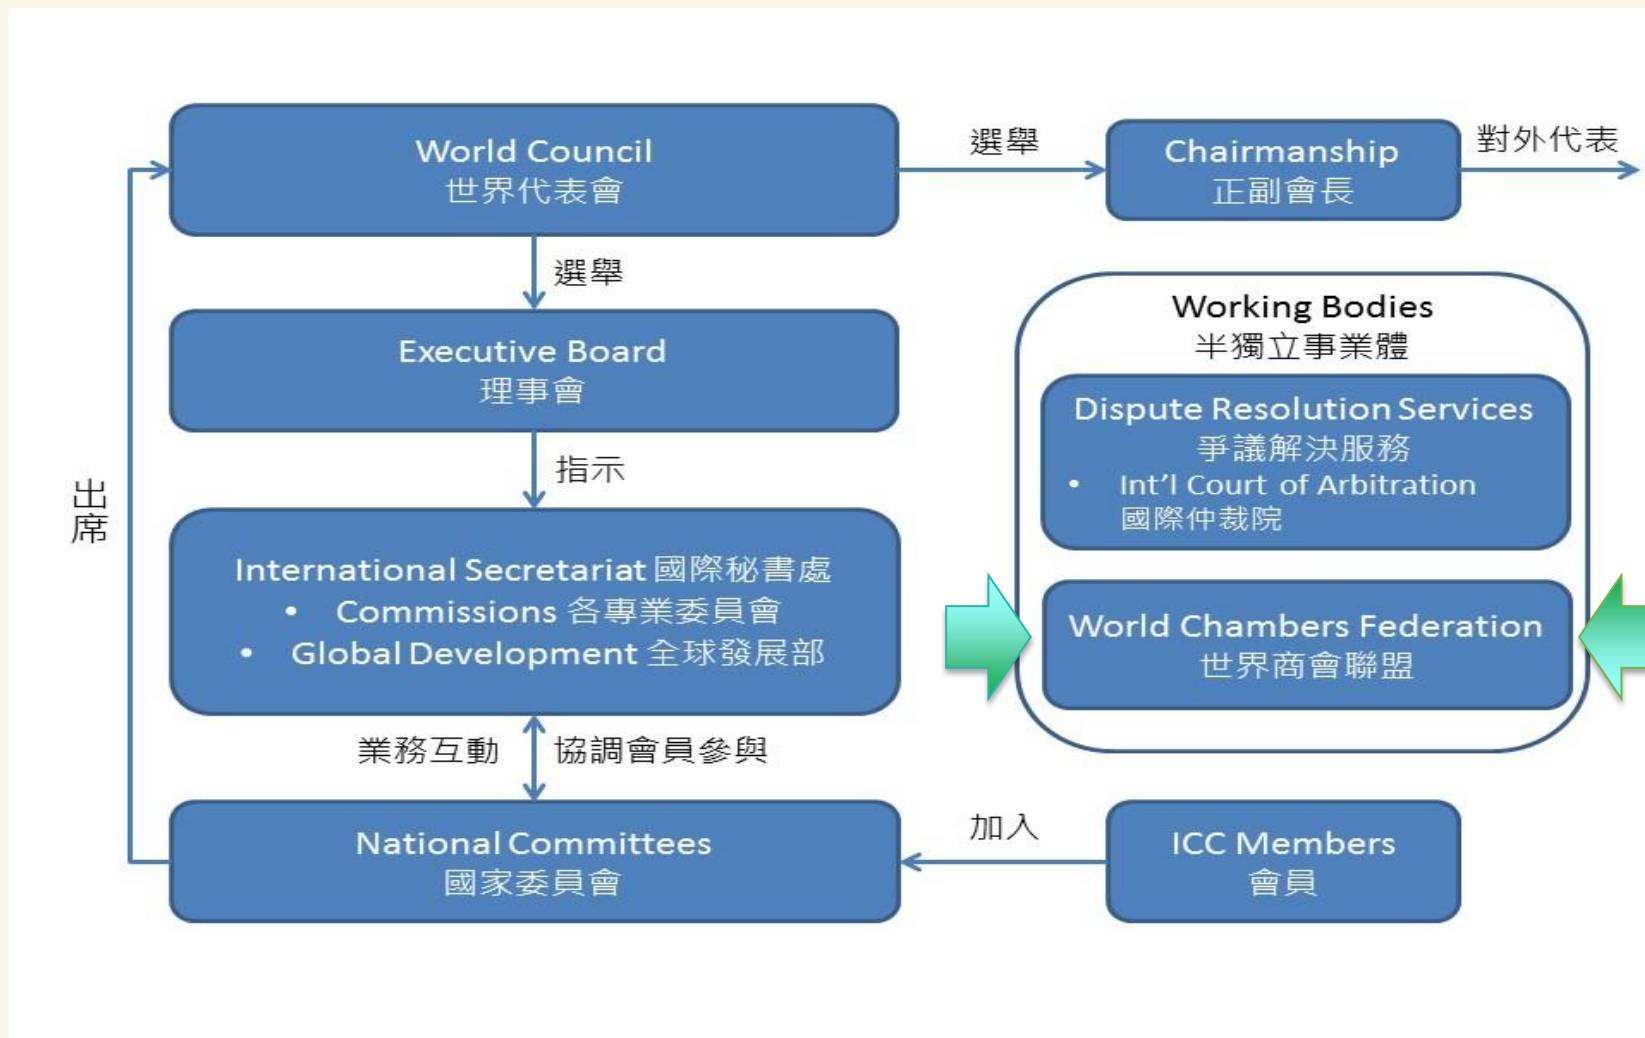 World Council
世界代表會
選舉
Chairmanship
正副會長
對外代表
選舉
Executive Board
理事會
指示
International Secretariat 國際秘書處
• Commissions 各專業委員會
• Global Development 全球發展部
業務互動
協調會員參與
National Committees
國家委員會
出席
加入
ICC Members
會員
Working Bodies
半獨立事業體
Dispute Resolution Services
爭議解決服務
• Int’l Court of Arbitration
國際仲裁院
World Chambers Federation
世界商會聯盟